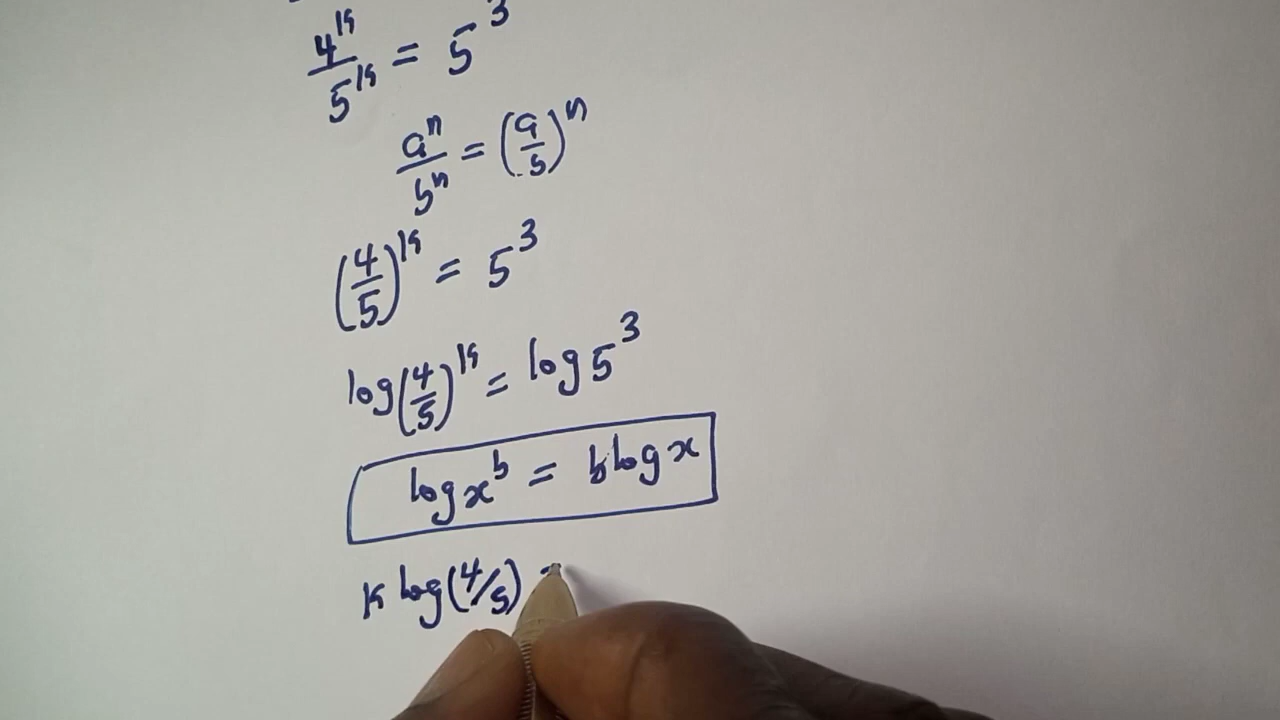 4^k/5^k = 5^3
a^n/b^n = (a/b)^n
(4/5)^k = 5^3
log(4/5)^k = log 5^3
log x^b = b log x
k log(4/5) =